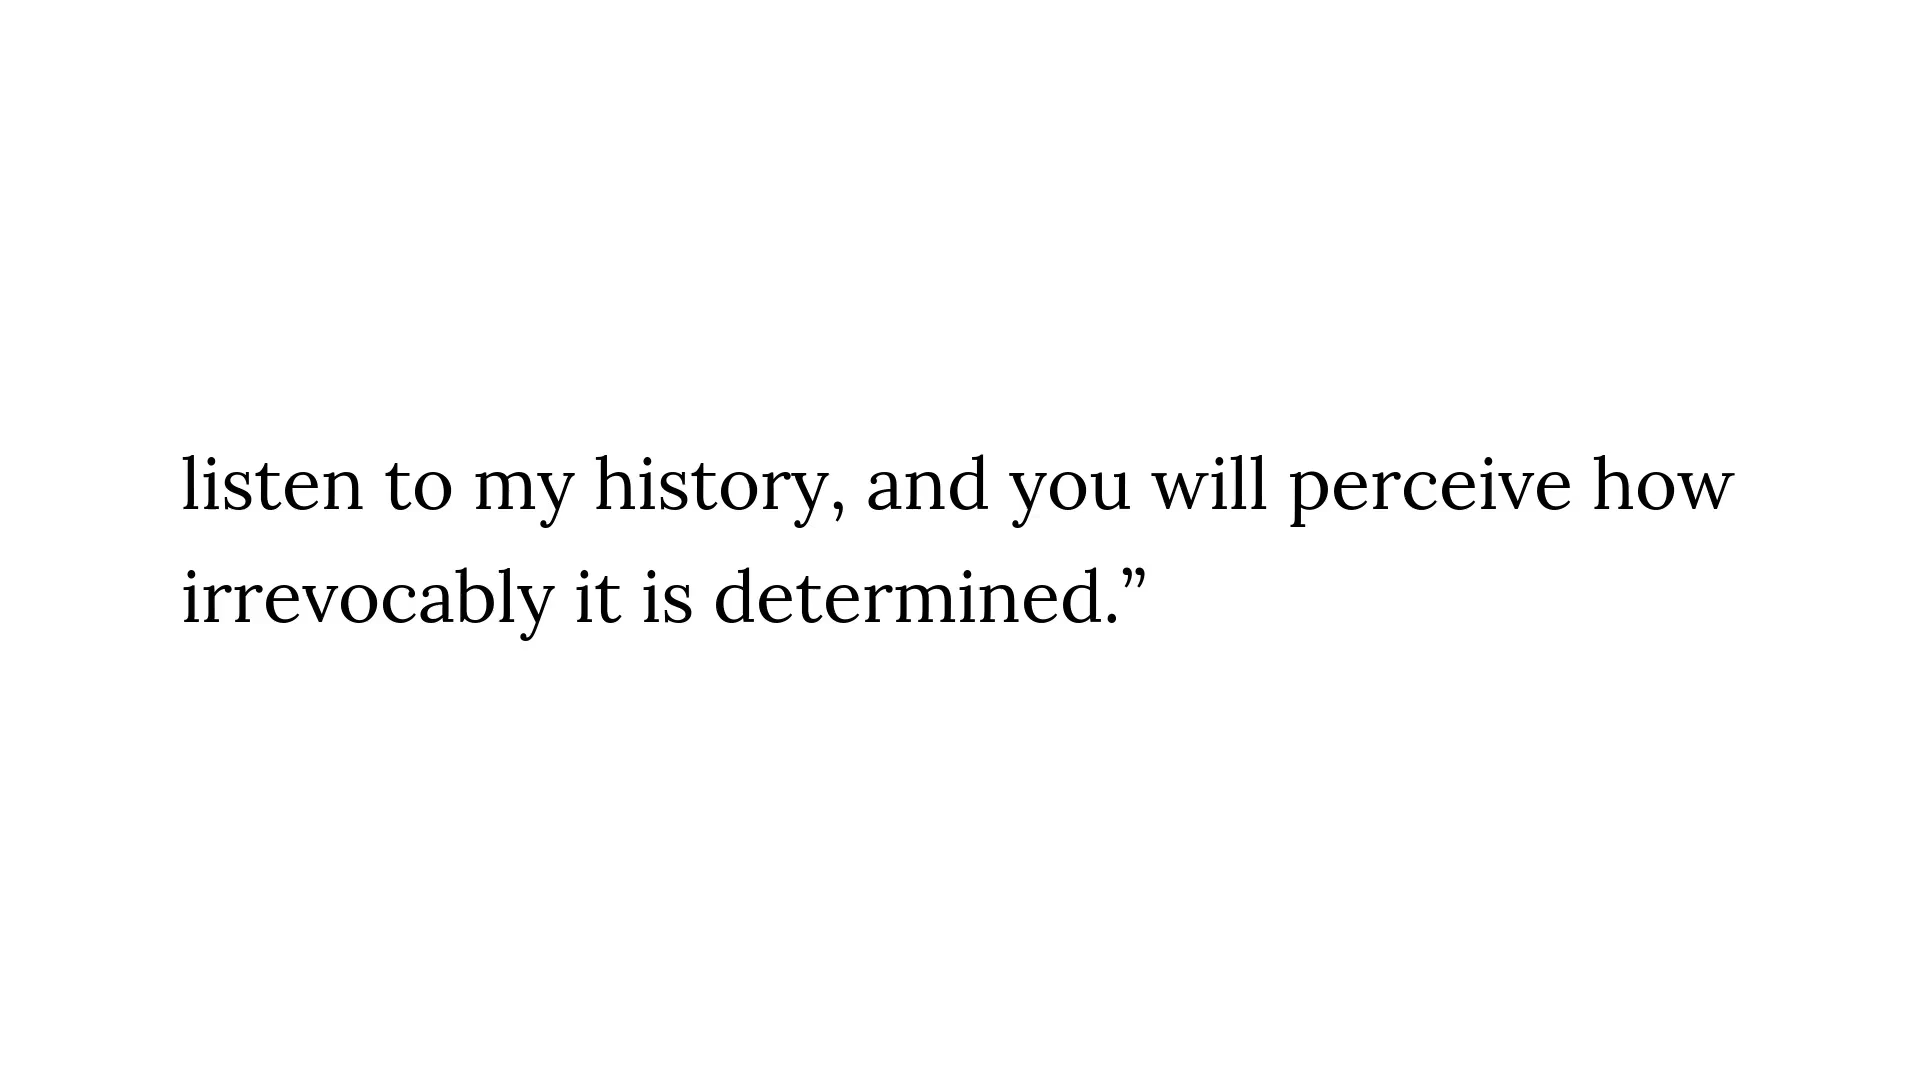 listen to my history, and you will perceive how
irrevocably it is determined.”